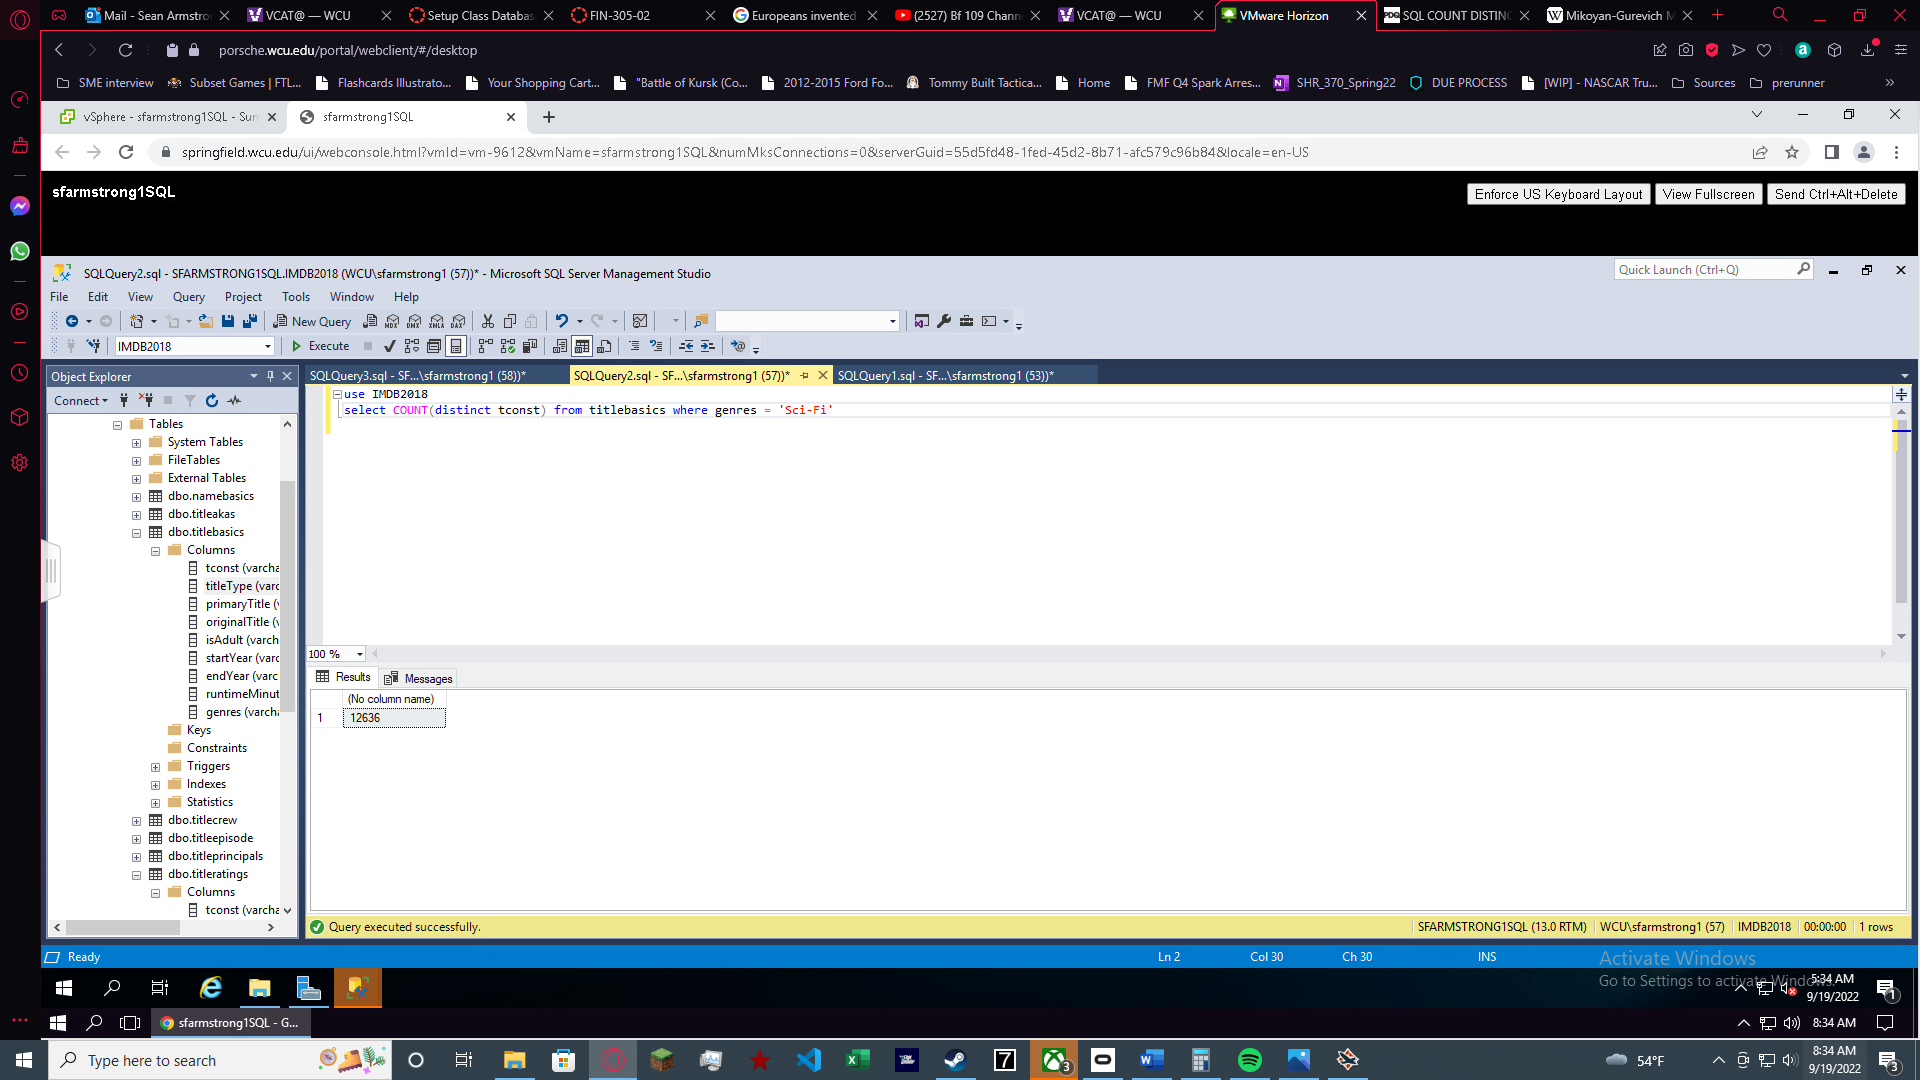 Mail - Sean Armstro
VCAT@ — WCU
Setup Class Databas
FIN-305-02
Europeans invented
(2527) Bf 109 Chann
VCAT@ — WCU
VMware Horizon
SQL COUNT DISTINC
Mikoyan-Gurevich M
porsche.wcu.edu/portal/webclient/#/desktop
SME interview
Subset Games | FTL...
Flashcards Illustrato...
Your Shopping Cart...
"Battle of Kursk (Co...
2012-2015 Ford Fo...
Tommy Built Tactica...
Home
FMF Q4 Spark Arres...
SHR_370_Spring22
DUE PROCESS
[WIP] - NASCAR Tru...
Sources
prerunner
vSphere - sfarmstrong1SQL - Sum
sfarmstrong1SQL
springfield.wcu.edu/ui/webconsole.html?vmId=vm-9612&vmName=sfarmstrong1SQL&numMksConnections=0&serverGuid=55d5fd48-1fed-45d2-8b71-afc579c96b84&locale=en-US
sfarmstrong1SQL
Enforce US Keyboard Layout
View Fullscreen
Send Ctrl+Alt+Delete
SQLQuery2.sql - SFARMSTRONG1SQL.IMDB2018 (WCU\sfarmstrong1 (57))* - Microsoft SQL Server Management Studio
Quick Launch (Ctrl+Q)
File Edit View Query Project Tools Window Help
New Query
IMDB2018
Execute
Object Explorer
SQLQuery3.sql - SF...\sfarmstrong1 (58))*
SQLQuery2.sql - SF...\sfarmstrong1 (57))*
SQLQuery1.sql - SF...\sfarmstrong1 (53))*
Connect
use IMDB2018
select COUNT(distinct tconst) from titlebasics where genres = 'Sci-Fi'
Tables
System Tables
FileTables
External Tables
dbo.namebasics
dbo.titleakas
dbo.titlebasics
Columns
tconst (varcha
titleType (varc
primaryTitle (v
originalTitle (v
isAdult (varch
startYear (varc
endYear (varc
runtimeMinut
genres (varcha
Keys
Constraints
Triggers
Indexes
Statistics
dbo.titlecrew
dbo.titleepisode
dbo.titleprincipals
dbo.titleratings
Columns
tconst (varcha
100 %
Results
Messages
(No column name)
1 12636
Query executed successfully.
SFARMSTRONG1SQL (13.0 RTM)
WCU\sfarmstrong1 (57)
IMDB2018
00:00:00
1 rows
Ready
Ln 2
Col 30
Ch 30
INS
Activate Windows
Go to Settings to activate Windows.
5:34 AM
9/19/2022
1
sfarmstrong1SQL - G...
8:34 AM
Type here to search
7
3
54°F
8:34 AM
9/19/2022
3